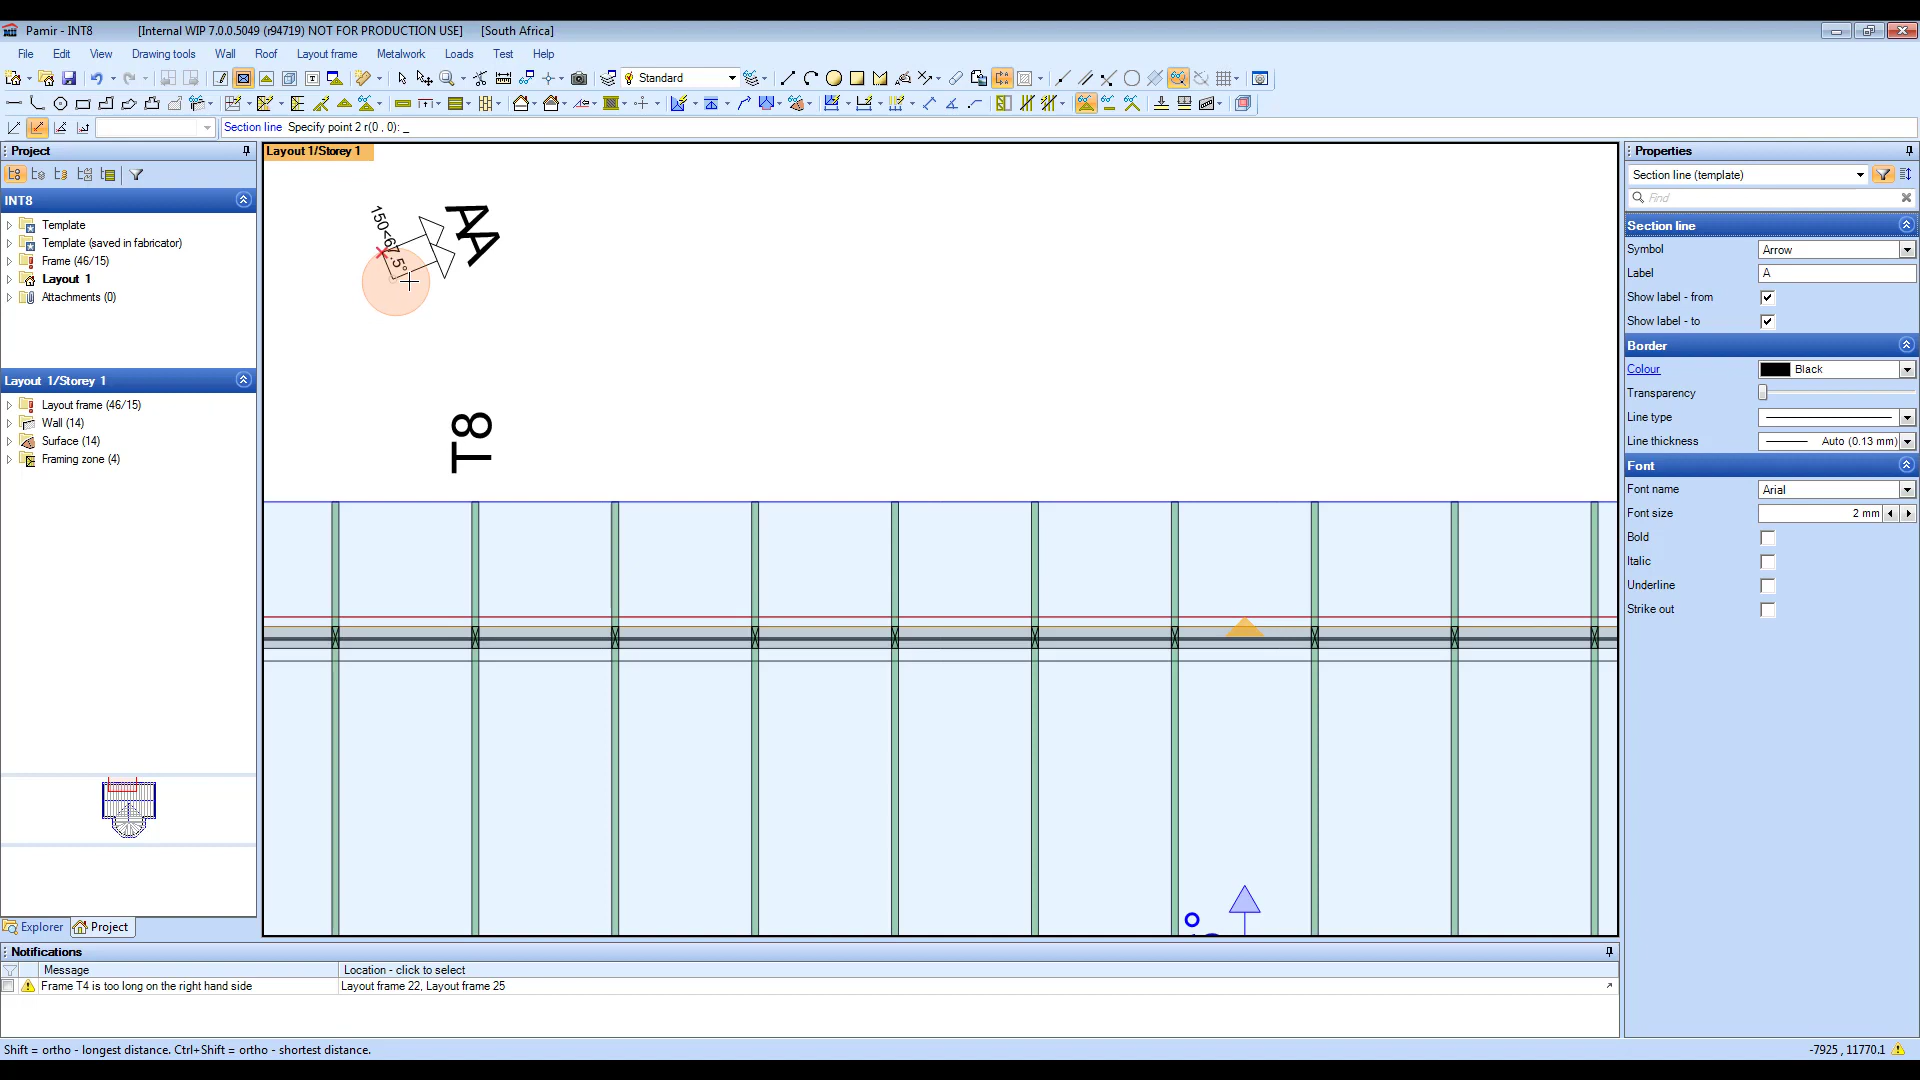 Pamir - INT8 [Internal WIP 7.0.0.5049 (r94719) NOT FOR PRODUCTION USE] [South Africa]
File Edit View Drawing tools Wall Roof Layout frame Metalwork Loads Test Help
Standard
Section line Specify point 2 r(0 , 0): _
Project
INT8
Template
Template (saved in fabricator)
Frame (46/15)
Layout 1
Attachments (0)
Layout 1/Storey 1
Layout frame (46/15)
Wall (14)
Surface (14)
Framing zone (4)
Explorer Project
Layout 1/Storey 1
150<67.5°
A
A
T8
Properties
Section line (template)
Find
Section line
Symbol Arrow
Label A
Show label - from
Show label - to
Border
Colour Black
Transparency
Line type
Line thickness Auto (0.13 mm)
Font
Font name Arial
Font size 2 mm
Bold
Italic
Underline
Strike out
Notifications
Message Location - click to select
Frame T4 is too long on the right hand side Layout frame 22, Layout frame 25
Shift = ortho - longest distance. Ctrl+Shift = ortho - shortest distance. -7925 , 11770.1